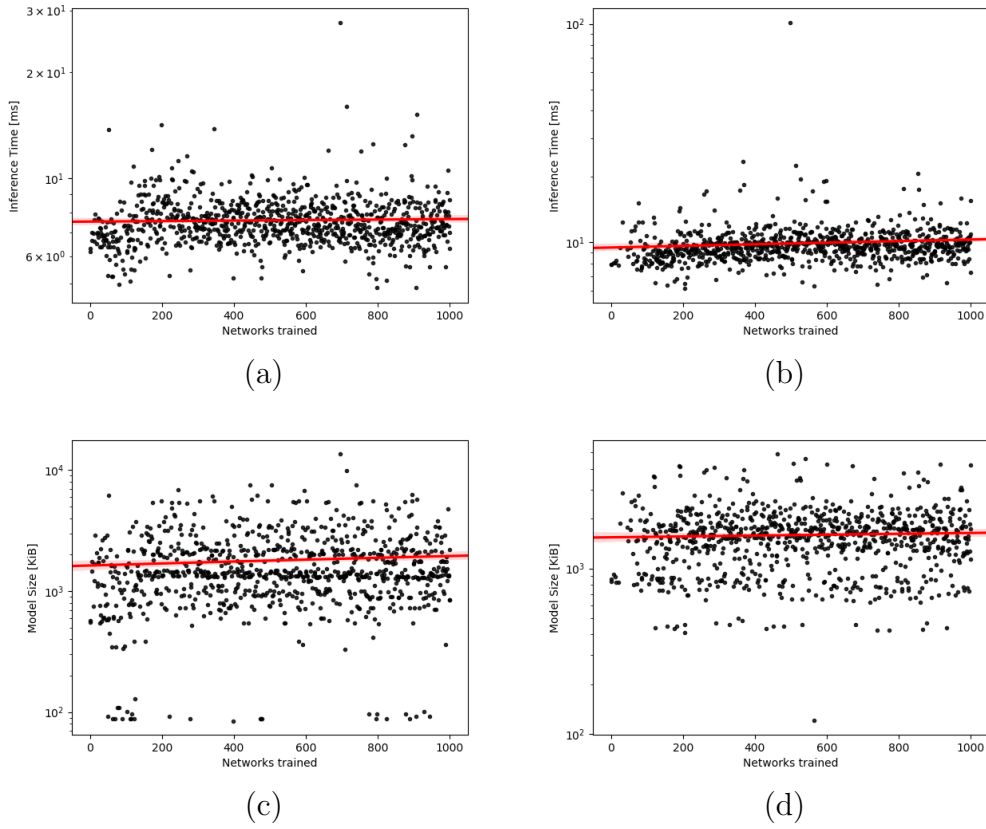 3 × 10¹
2 × 10¹
10¹
6 × 10⁰
Inference Time [ms]
0 200 400 600 800 1000
Networks trained
(a)
10²
10¹
Inference Time [ms]
0 200 400 600 800 1000
Networks trained
(b)
10⁴
10³
10²
Model Size [KiB]
0 200 400 600 800 1000
Networks trained
(c)
10³
10²
Model Size [KiB]
0 200 400 600 800 1000
Networks trained
(d)